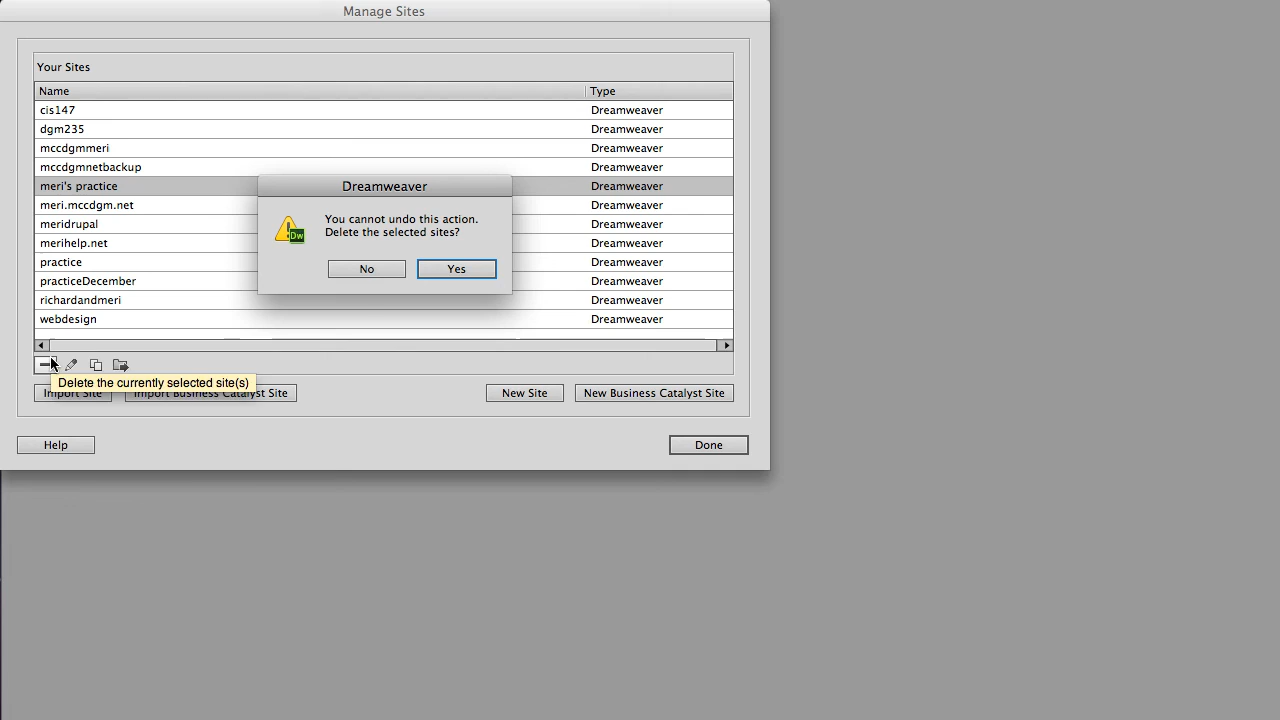 Manage Sites
Your Sites
Name Type
cis147 Dreamweaver
dgm235 Dreamweaver
mccdgmmeri Dreamweaver
mccdgmnetbackup Dreamweaver
meri's practice Dreamweaver
meri.mccdgm.net Dreamweaver
meridrupal Dreamweaver
merihelp.net Dreamweaver
practice Dreamweaver
practiceDecember Dreamweaver
richardandmeri Dreamweaver
webdesign Dreamweaver
Dreamweaver
You cannot undo this action.
Delete the selected sites?
Dw
No Yes
Delete the currently selected site(s)
Import Site Import Business Catalyst Site New Site New Business Catalyst Site
Help Done